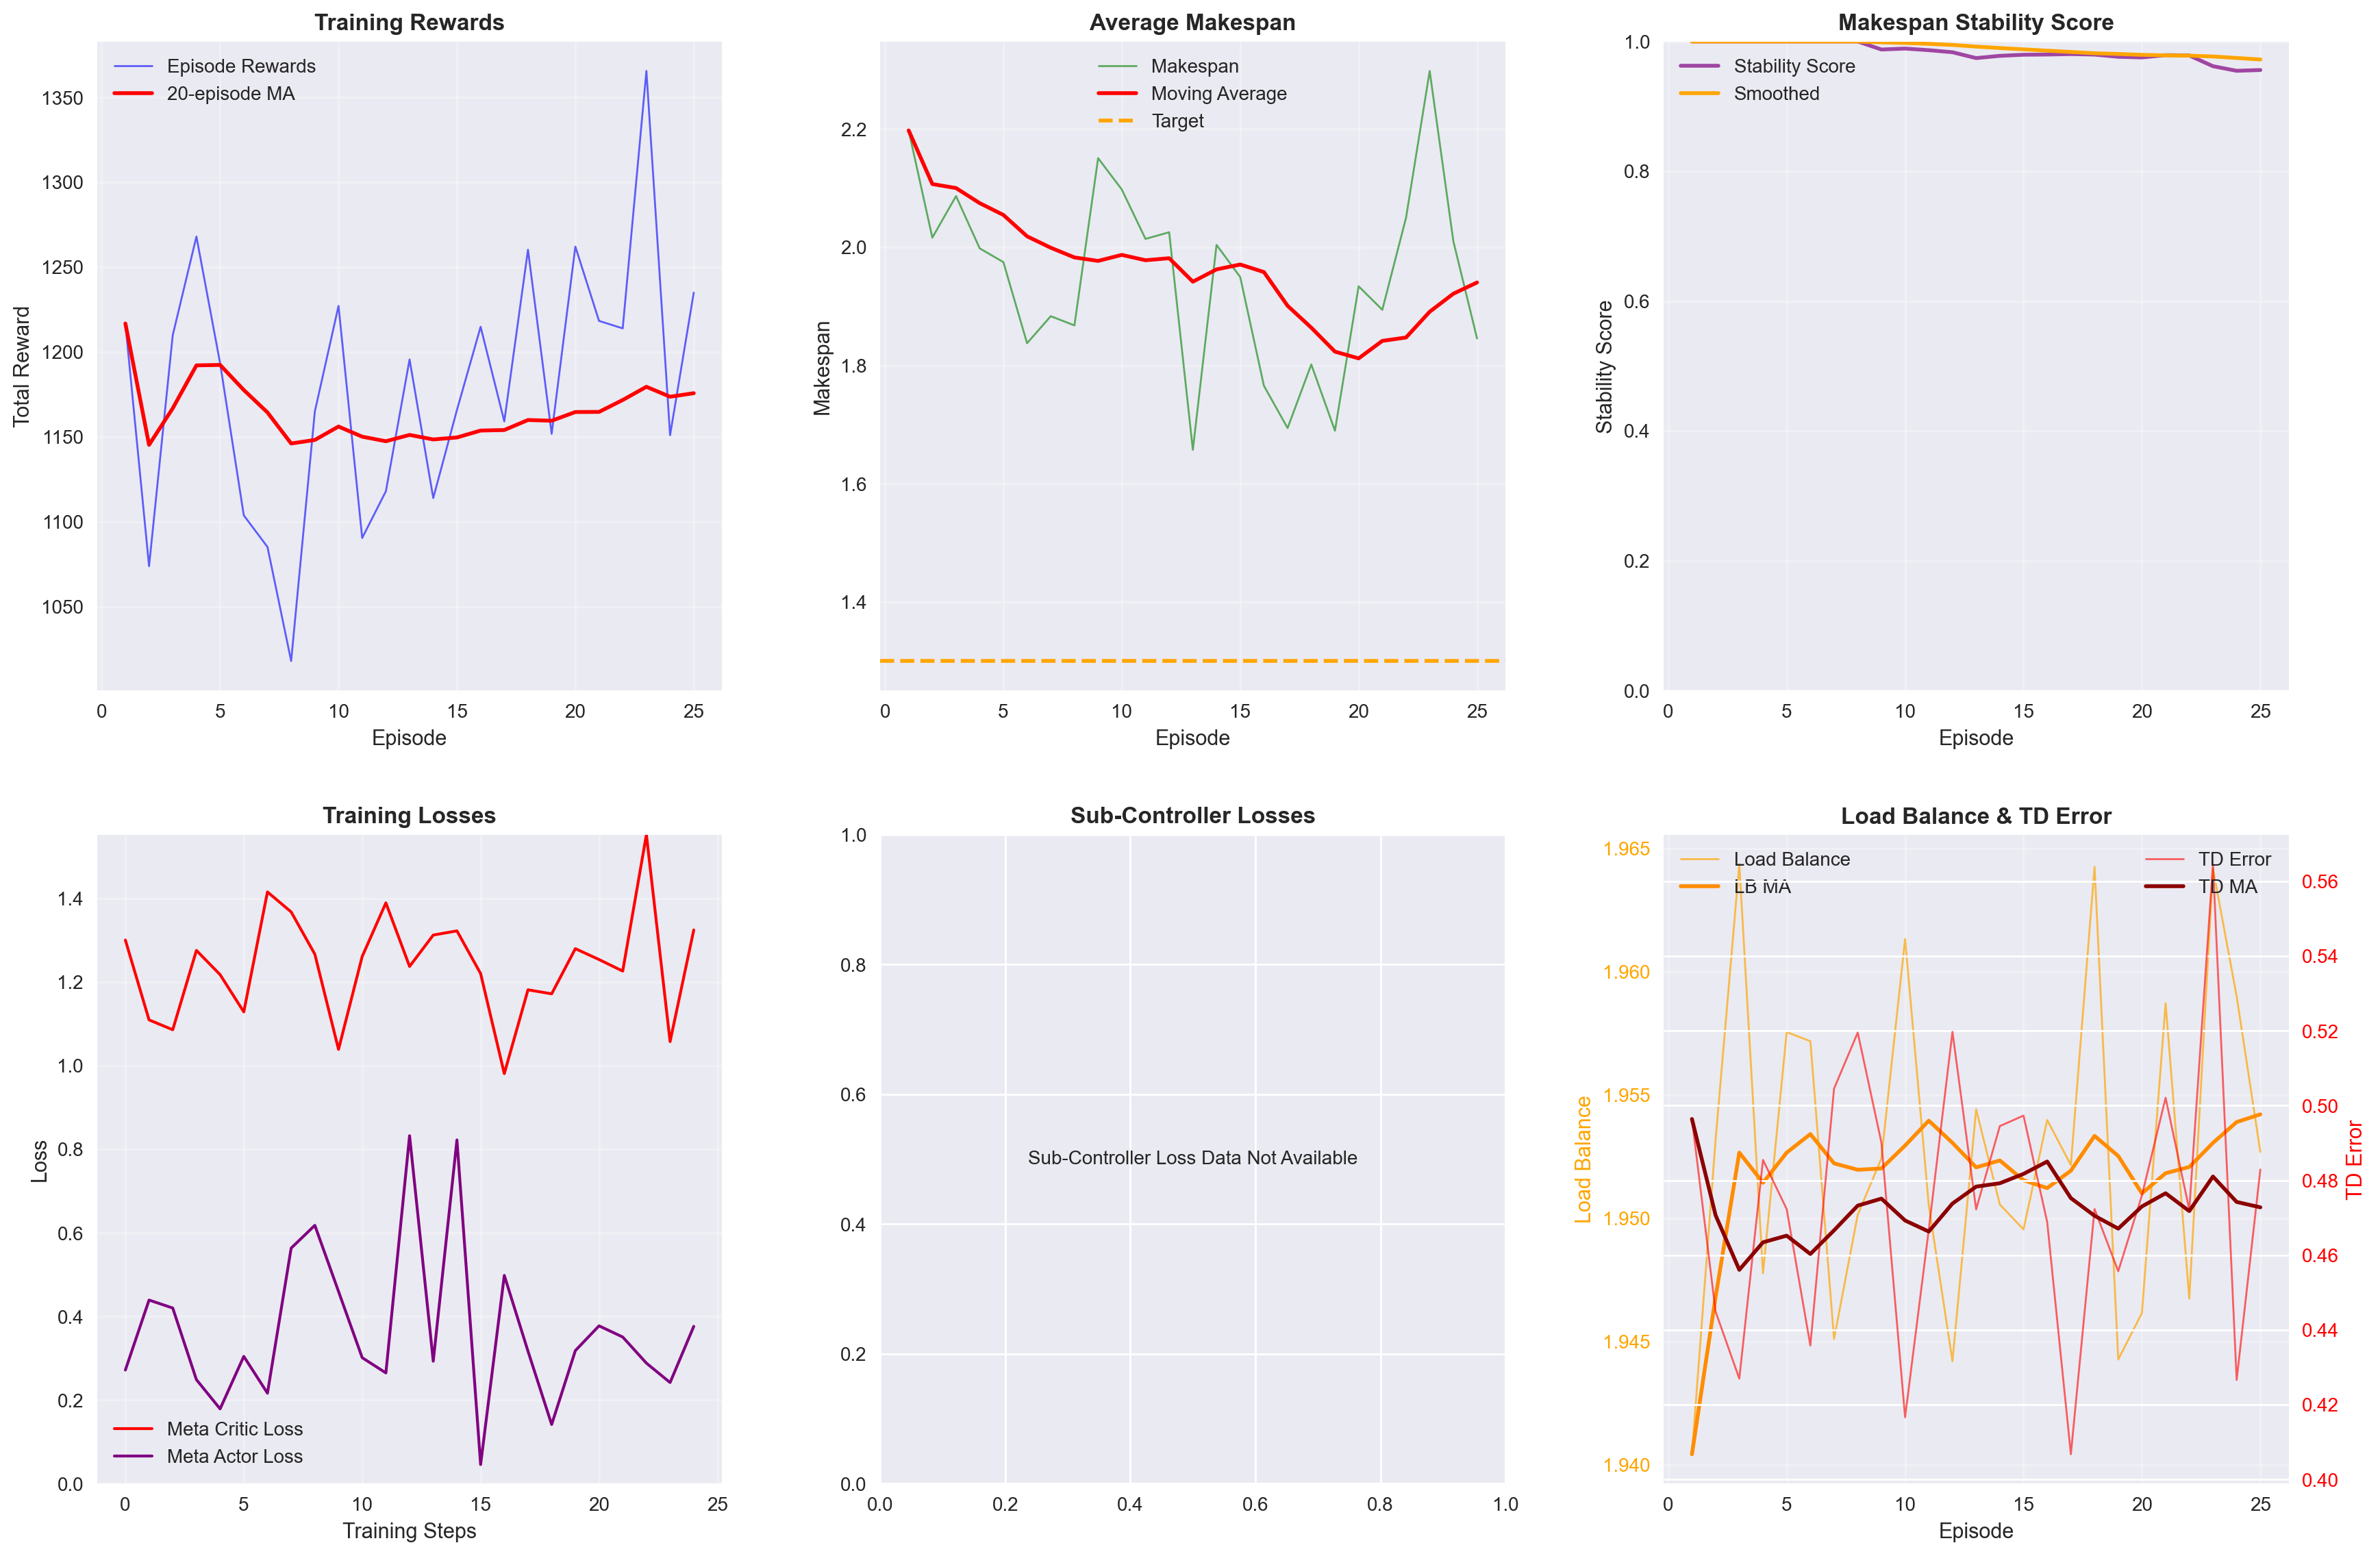 Training Rewards
Episode Rewards
20-episode MA
Total Reward
1350
1300
1250
1200
1150
1100
1050
0 5 10 15 20 25
Episode
Average Makespan
Makespan
Moving Average
Target
Makespan
2.2
2.0
1.8
1.6
1.4
0 5 10 15 20 25
Episode
Makespan Stability Score
Stability Score
Smoothed
Stability Score
1.0
0.8
0.6
0.4
0.2
0.0
0 5 10 15 20 25
Episode
Training Losses
Loss
1.4
1.2
1.0
0.8
0.6
0.4
0.2
0.0
Meta Critic Loss
Meta Actor Loss
0 5 10 15 20 25
Training Steps
Sub-Controller Losses
1.0
0.8
0.6
0.4
0.2
0.0
Sub-Controller Loss Data Not Available
0.0 0.2 0.4 0.6 0.8 1.0
Load Balance & TD Error
Load Balance
LB MA
TD Error
TD MA
Load Balance
1.965
1.960
1.955
1.950
1.945
1.940
0.56
0.54
0.52
0.50
0.48
0.46
0.44
0.42
0.40
TD Error
0 5 10 15 20 25
Episode